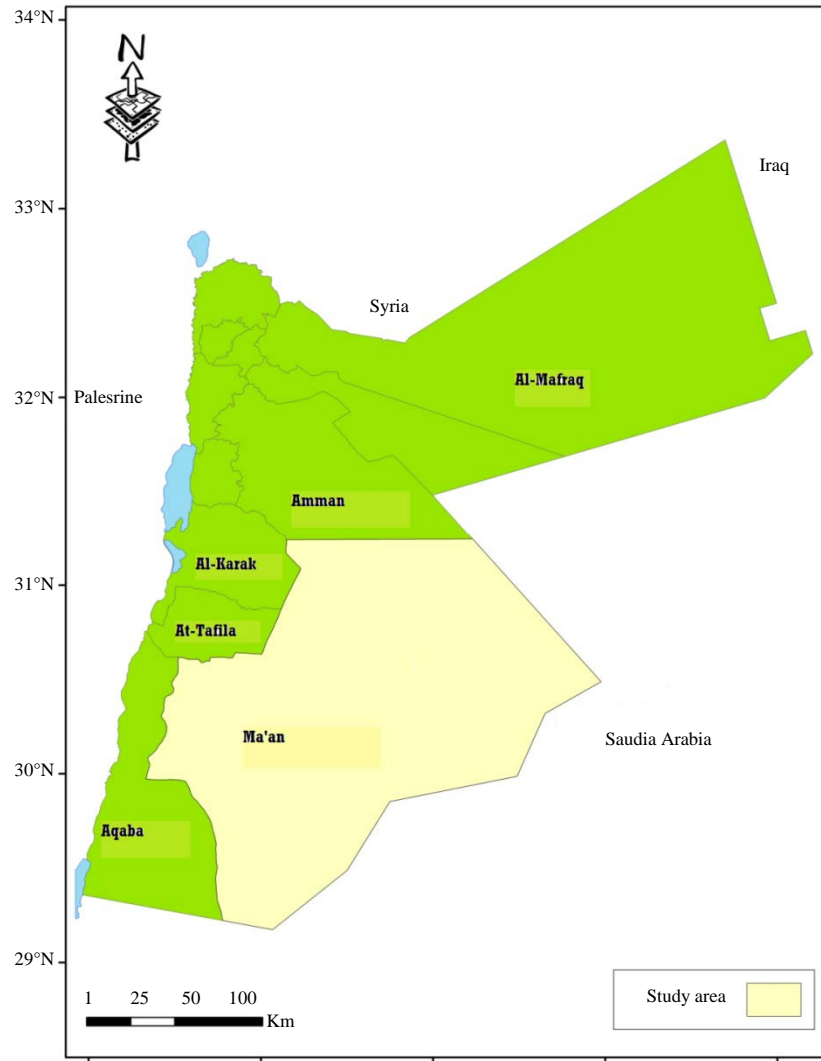 34°N
N
Iraq
33°N
Syria
Al-Mafraq
32°N
Palesrine
Amman
Al-Karak
31°N
At-Tafila
Ma'an
Saudia Arabia
30°N
Aqaba
29°N
1 25 50 100
Km
Study area